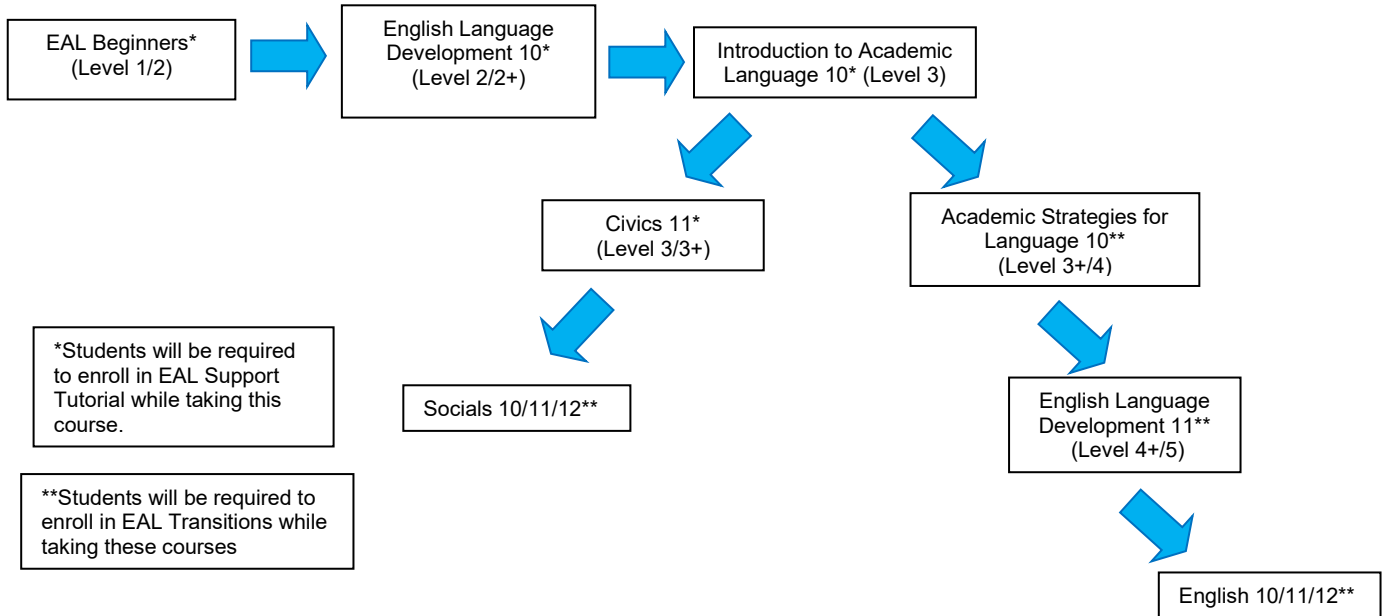 EAL Beginners*
(Level 1/2)
English Language
Development 10*
(Level 2/2+)
Introduction to Academic
Language 10* (Level 3)
Civics 11*
(Level 3/3+)
Academic Strategies for
Language 10**
(Level 3+/4)
*Students will be required
to enroll in EAL Support
Tutorial while taking this
course.
Socials 10/11/12**
English Language
Development 11**
(Level 4+/5)
**Students will be required to
enroll in EAL Transitions while
taking these courses
English 10/11/12**